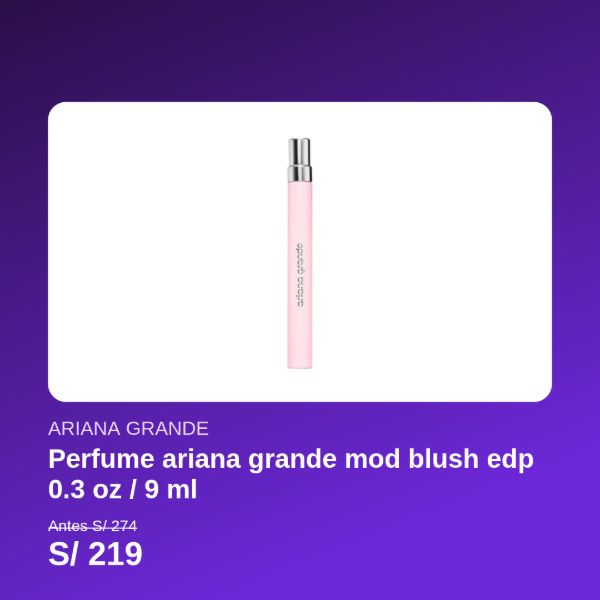 ariana grande
ARIANA GRANDE
Perfume ariana grande mod blush edp
0.3 oz / 9 ml
Antes S/ 274
S/ 219